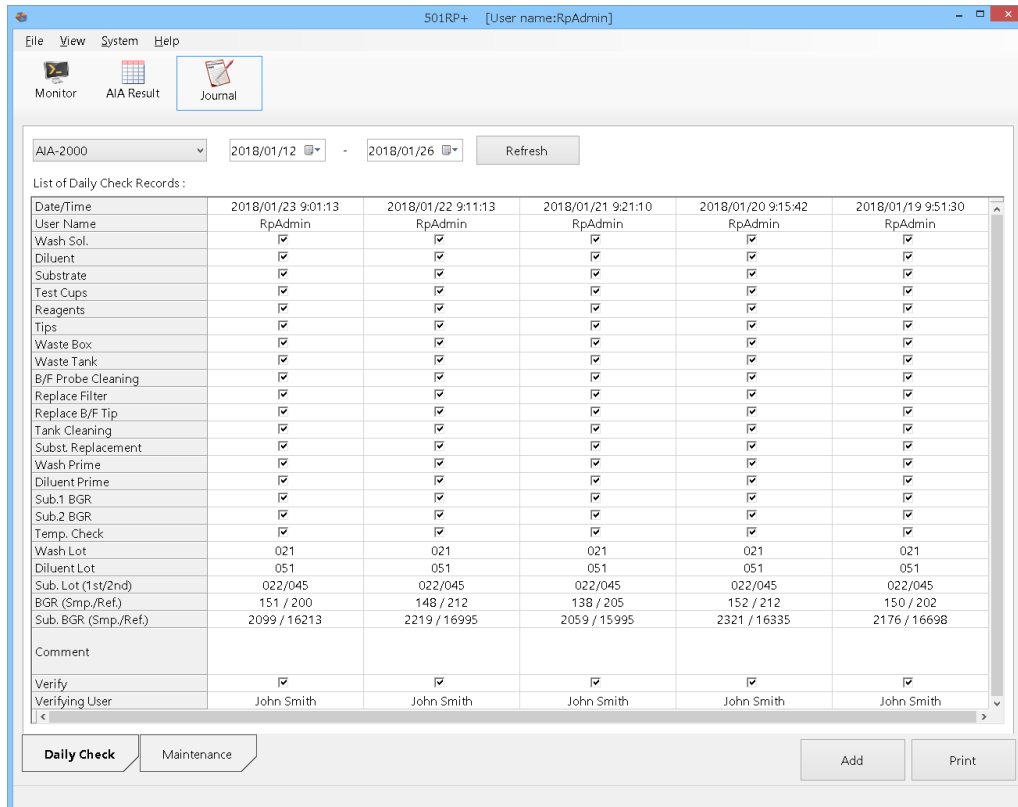 501RP+ [User name:RpAdmin]
File View System Help
Monitor AIA Result Journal
AIA-2000 2018/01/12 - 2018/01/26 Refresh
List of Daily Check Records :
Date/Time 2018/01/23 9:01:13 2018/01/22 9:11:13 2018/01/21 9:21:10 2018/01/20 9:15:42 2018/01/19 9:51:30
User Name RpAdmin RpAdmin RpAdmin RpAdmin RpAdmin
Wash Sol.
Diluent
Substrate
Test Cups
Reagents
Tips
Waste Box
Waste Tank
B/F Probe Cleaning
Replace Filter
Replace B/F Tip
Tank Cleaning
Subst. Replacement
Wash Prime
Diluent Prime
Sub.1 BGR
Sub.2 BGR
Temp. Check
Wash Lot 021 021 021 021 021
Diluent Lot 051 051 051 051 051
Sub. Lot (1st/2nd) 022/045 022/045 022/045 022/045 022/045
BGR (Smp./Ref.) 151 / 200 148 / 212 138 / 205 152 / 212 150 / 202
Sub. BGR (Smp./Ref.) 2099 / 16213 2219 / 16995 2059 / 15995 2321 / 16335 2176 / 16698
Comment
Verify
Verifying User John Smith John Smith John Smith John Smith John Smith
Daily Check Maintenance
Add Print